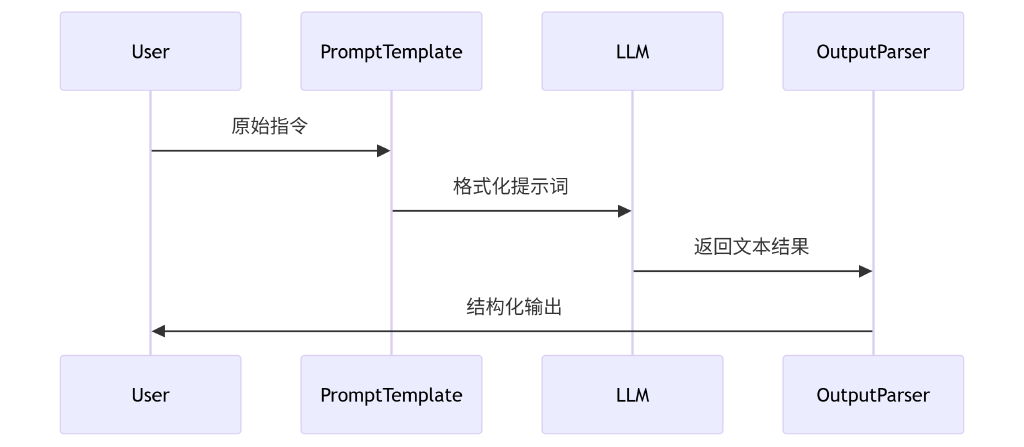 User
PromptTemplate
LLM
OutputParser
原始指令
格式化提示词
返回文本结果
结构化输出
User
PromptTemplate
LLM
OutputParser